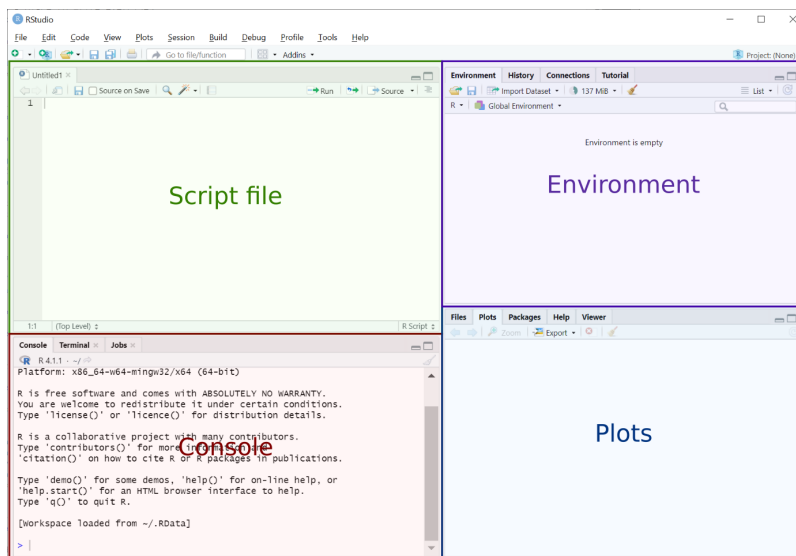 RStudio
File Edit Code View Plots Session Build Debug Profile Tools Help
Go to file/function Addins Project: (None)
Untitled1
Source on Save Run Source
1
Script file
1:1 (Top Level) R Script
Environment History Connections Tutorial
Import Dataset 137 MiB List
R Global Environment
Environment is empty
Environment
Console Terminal Jobs
R 4.1.1 · ~/
Platform: x86_64-w64-mingw32/x64 (64-bit)
R is free software and comes with ABSOLUTELY NO WARRANTY.
You are welcome to redistribute it under certain conditions.
Type 'license()' or 'licence()' for distribution details.
R is a collaborative project with many contributors.
Type 'contributors()' for more information and
'citation()' on how to cite R or R packages in publications.
Console
Type 'demo()' for some demos, 'help()' for on-line help, or
'help.start()' for an HTML browser interface to help.
Type 'q()' to quit R.
[Workspace loaded from ~/.RData]
>
Files Plots Packages Help Viewer
Zoom Export
Plots